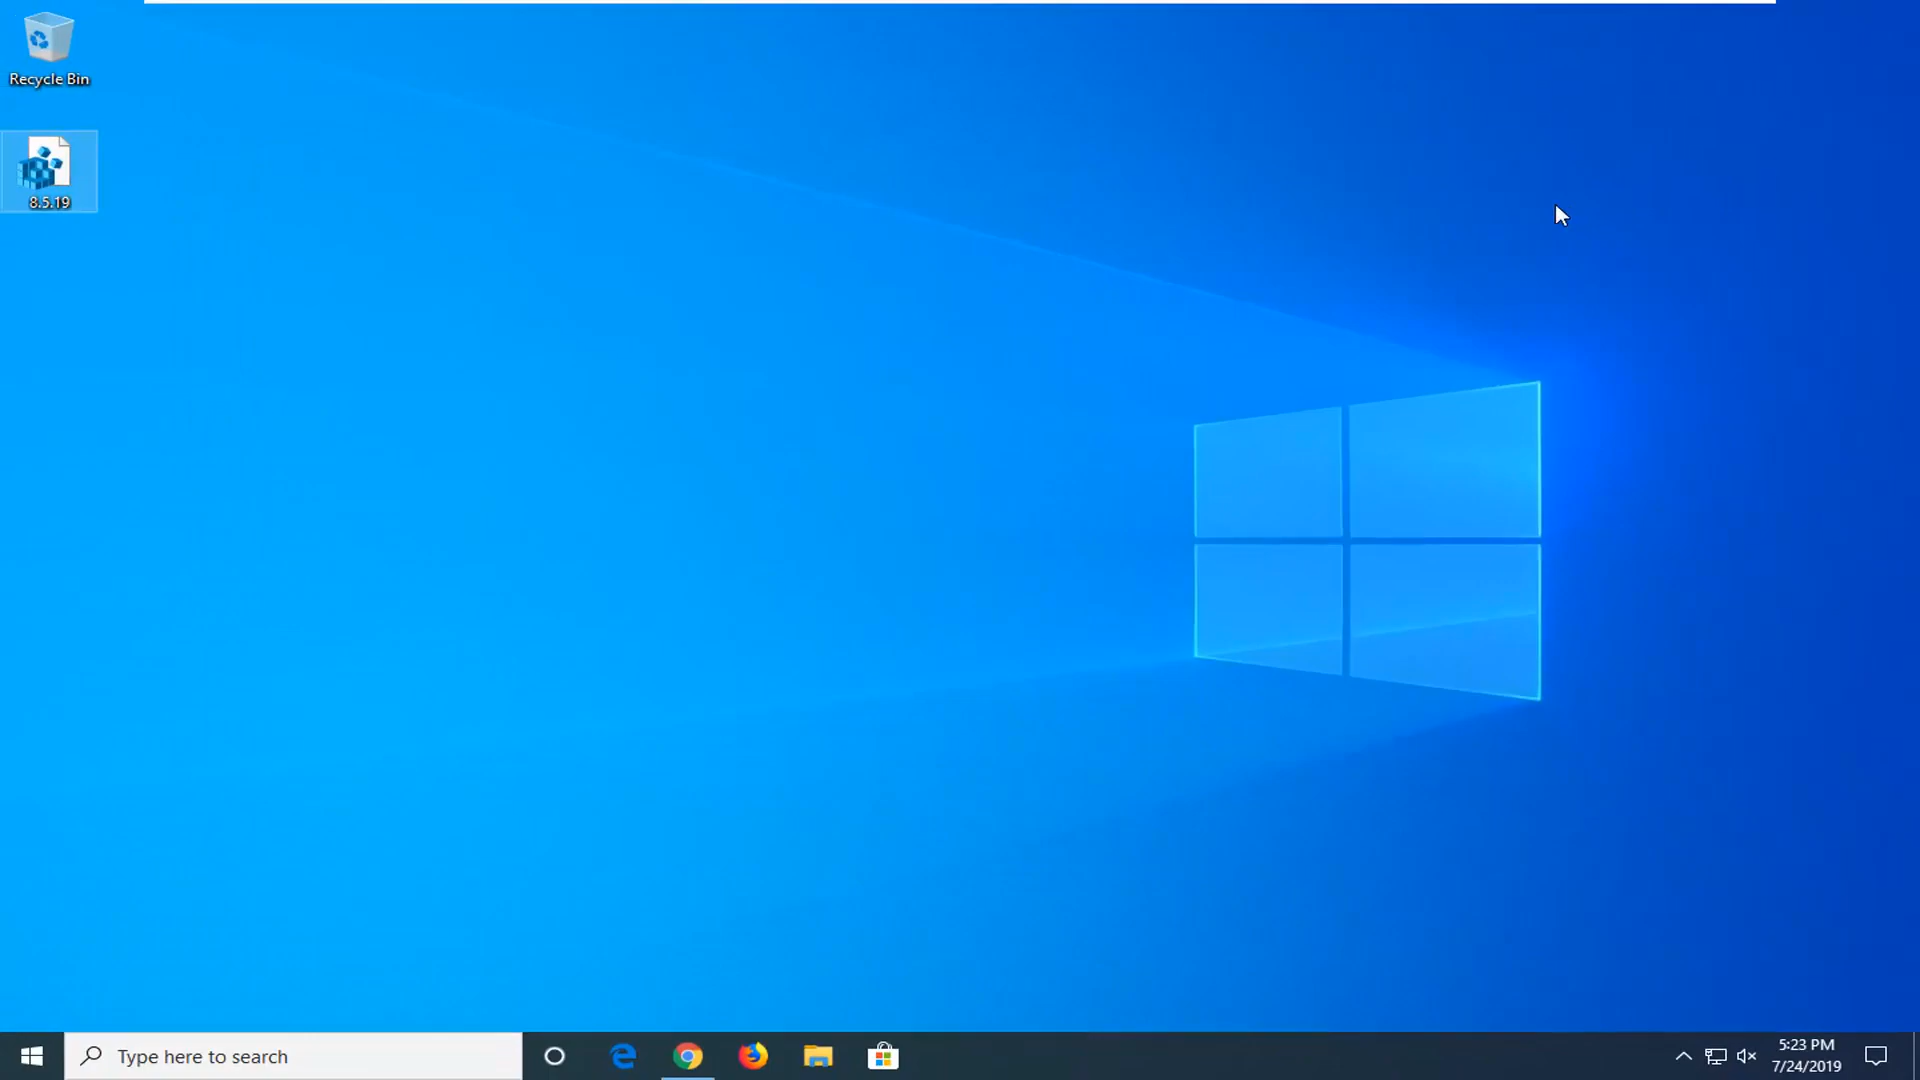 Recycle Bin
8.5.19
Type here to search
5:23 PM
7/24/2019